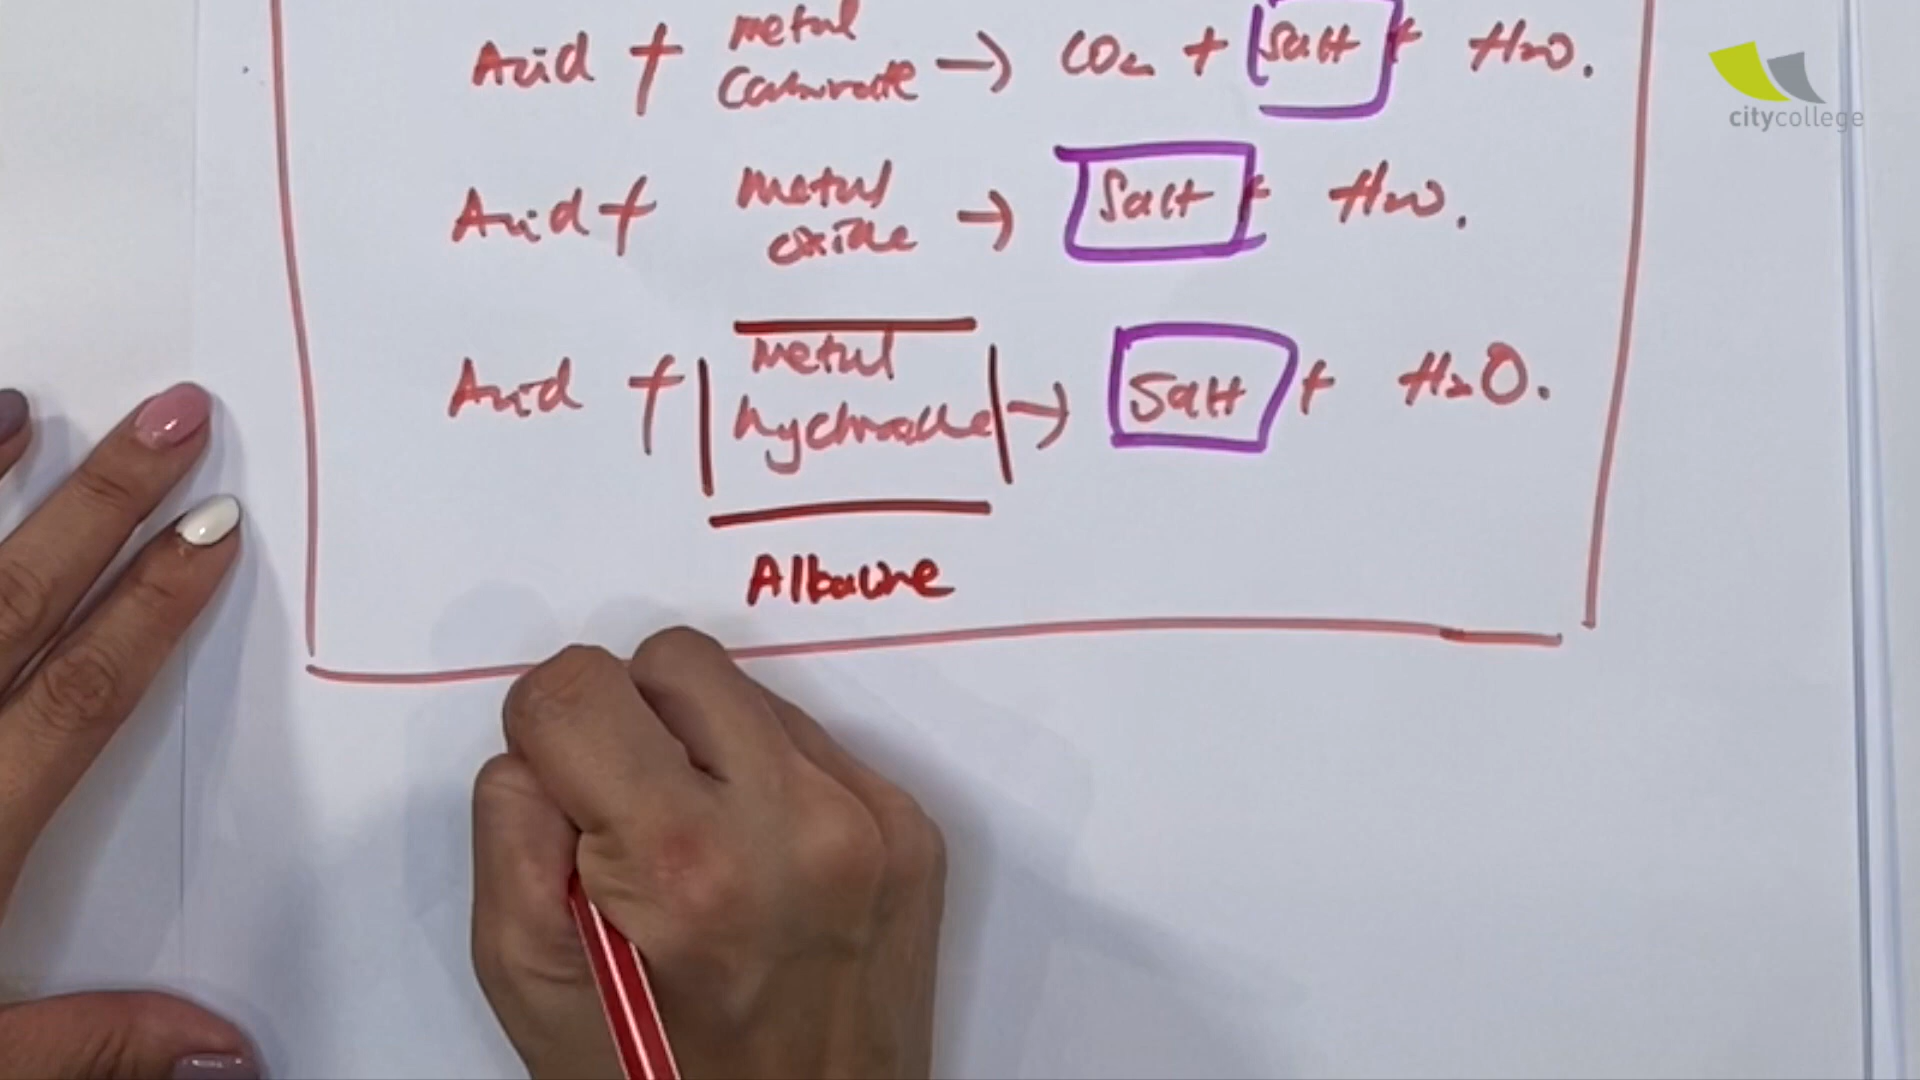 Acid + metal carbonate → CO₂ + Salt + H₂O.
citycollege
Acid + metal oxide → Salt + H₂O.
Acid + metal hydroxide → Salt + H₂O.
Alkaline